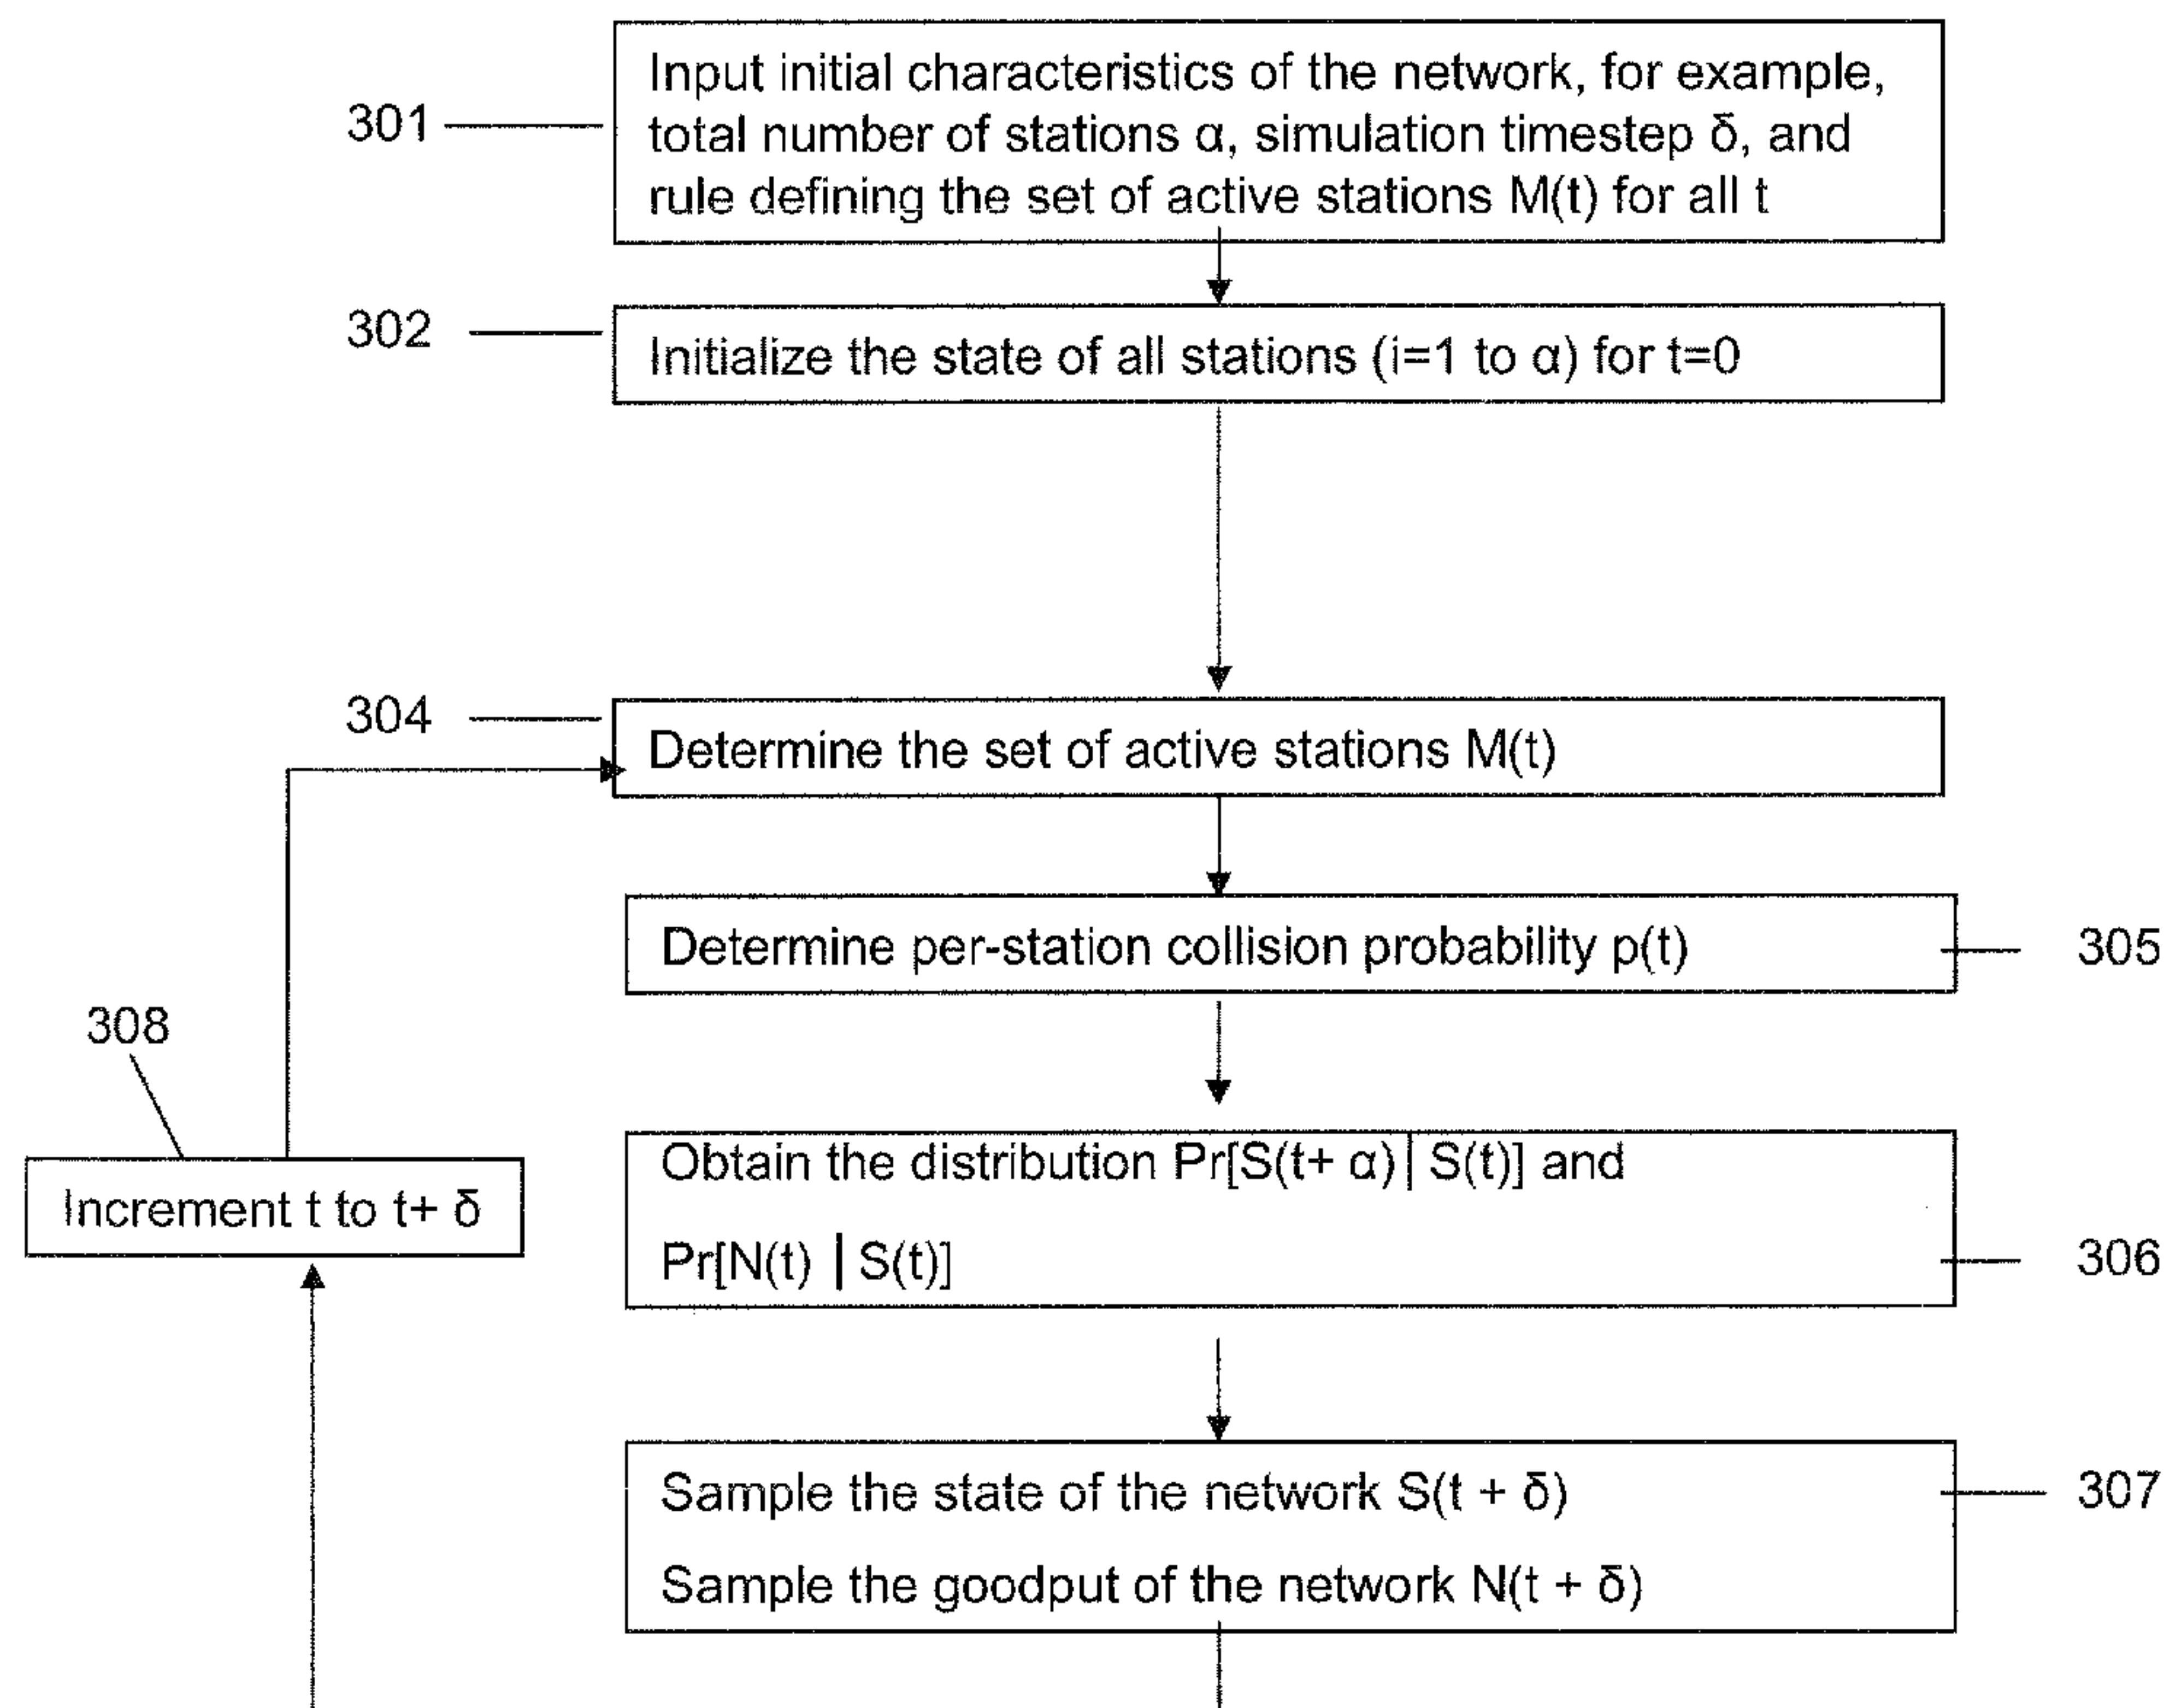 301
Input initial characteristics of the network, for example,
total number of stations α, simulation timestep δ, and
rule defining the set of active stations M(t) for all t
302
Initialize the state of all stations (i=1 to α) for t=0
304
Determine the set of active stations M(t)
Determine per-station collision probability p(t)
305
308
Increment t to t+ δ
Obtain the distribution Pr[S(t+ α) | S(t)] and
Pr[N(t) | S(t)]
306
Sample the state of the network S(t + δ)
307
Sample the goodput of the network N(t + δ)